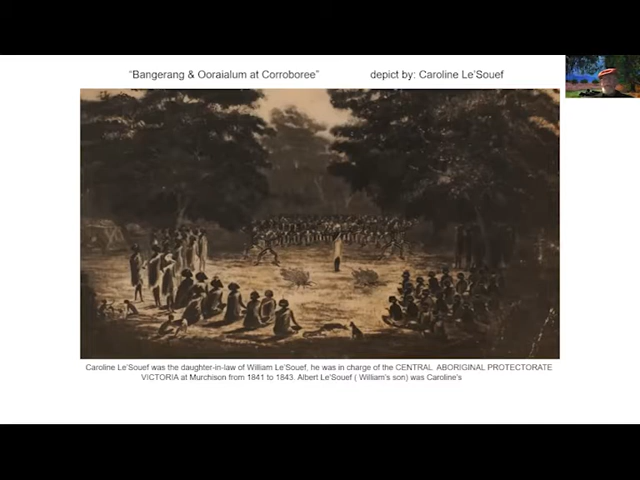 "Bangerang & Ooraialum at Corroboree" depict by: Caroline Le'Souef
Caroline Le'Souef was the daughter-in-law of William Le'Souef, he was in charge of the CENTRAL ABORIGINAL PROTECTORATE
VICTORIA at Murchison from 1841 to 1843. Albert Le'Souef ( William's son) was Caroline's